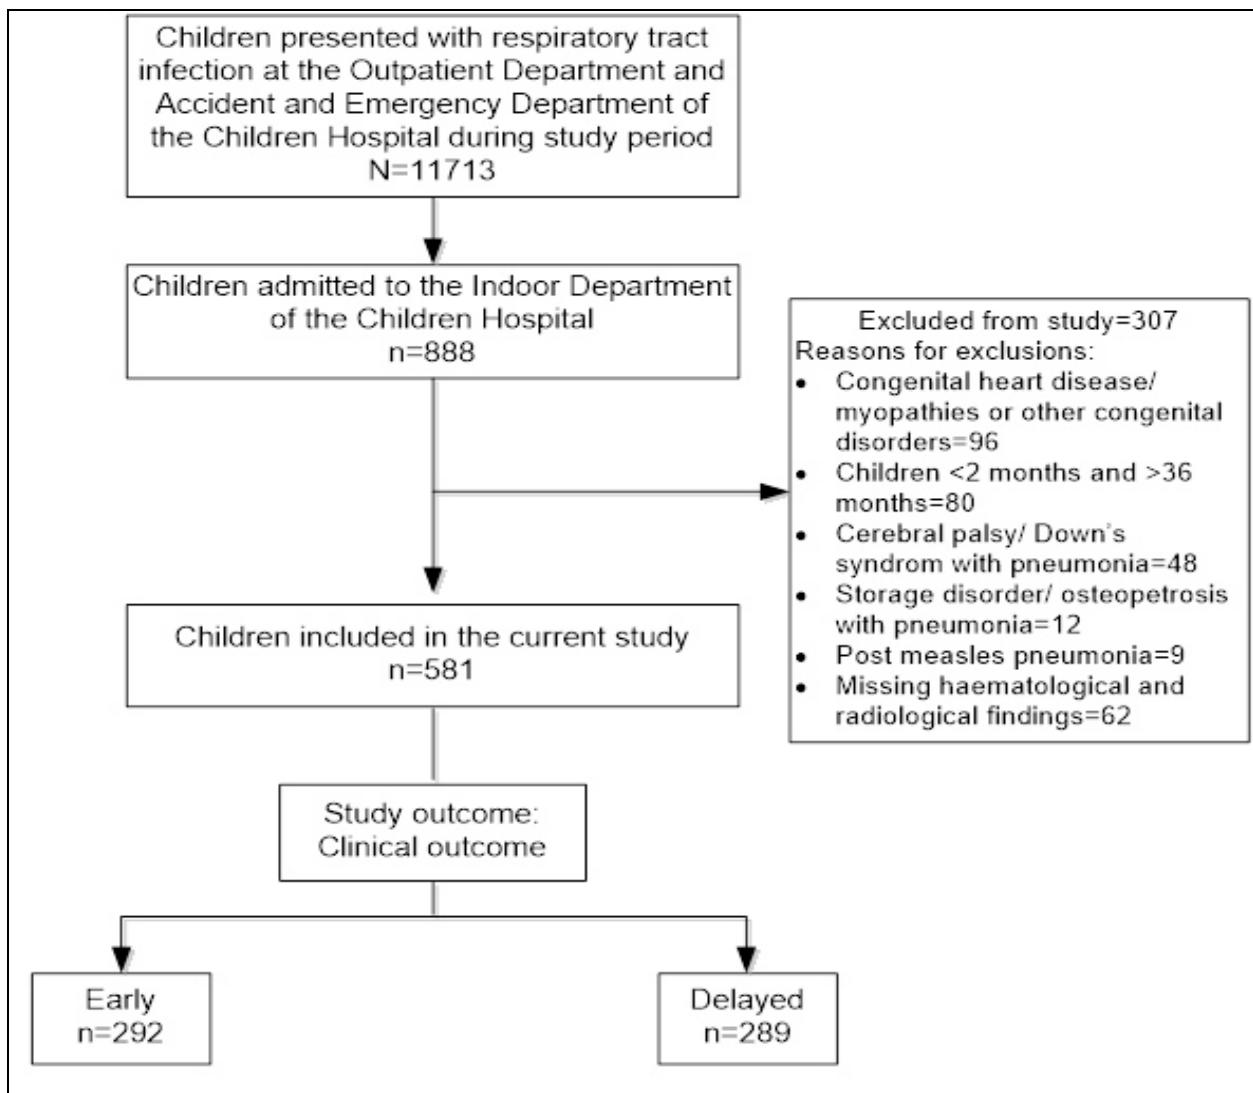 Children presented with respiratory tract
infection at the Outpatient Department and
Accident and Emergency Department of
the Children Hospital during study period
N=11713
Children admitted to the Indoor Department
of the Children Hospital
n=888
Excluded from study=307
Reasons for exclusions:
• Congenital heart disease/
myopathies or other congenital
disorders=96
• Children <2 months and >36
months=80
• Cerebral palsy/ Down's
syndrom with pneumonia=48
• Storage disorder/ osteopetrosis
with pneumonia=12
• Post measles pneumonia=9
• Missing haematological and
radiological findings=62
Children included in the current study
n=581
Study outcome:
Clinical outcome
Early
n=292
Delayed
n=289